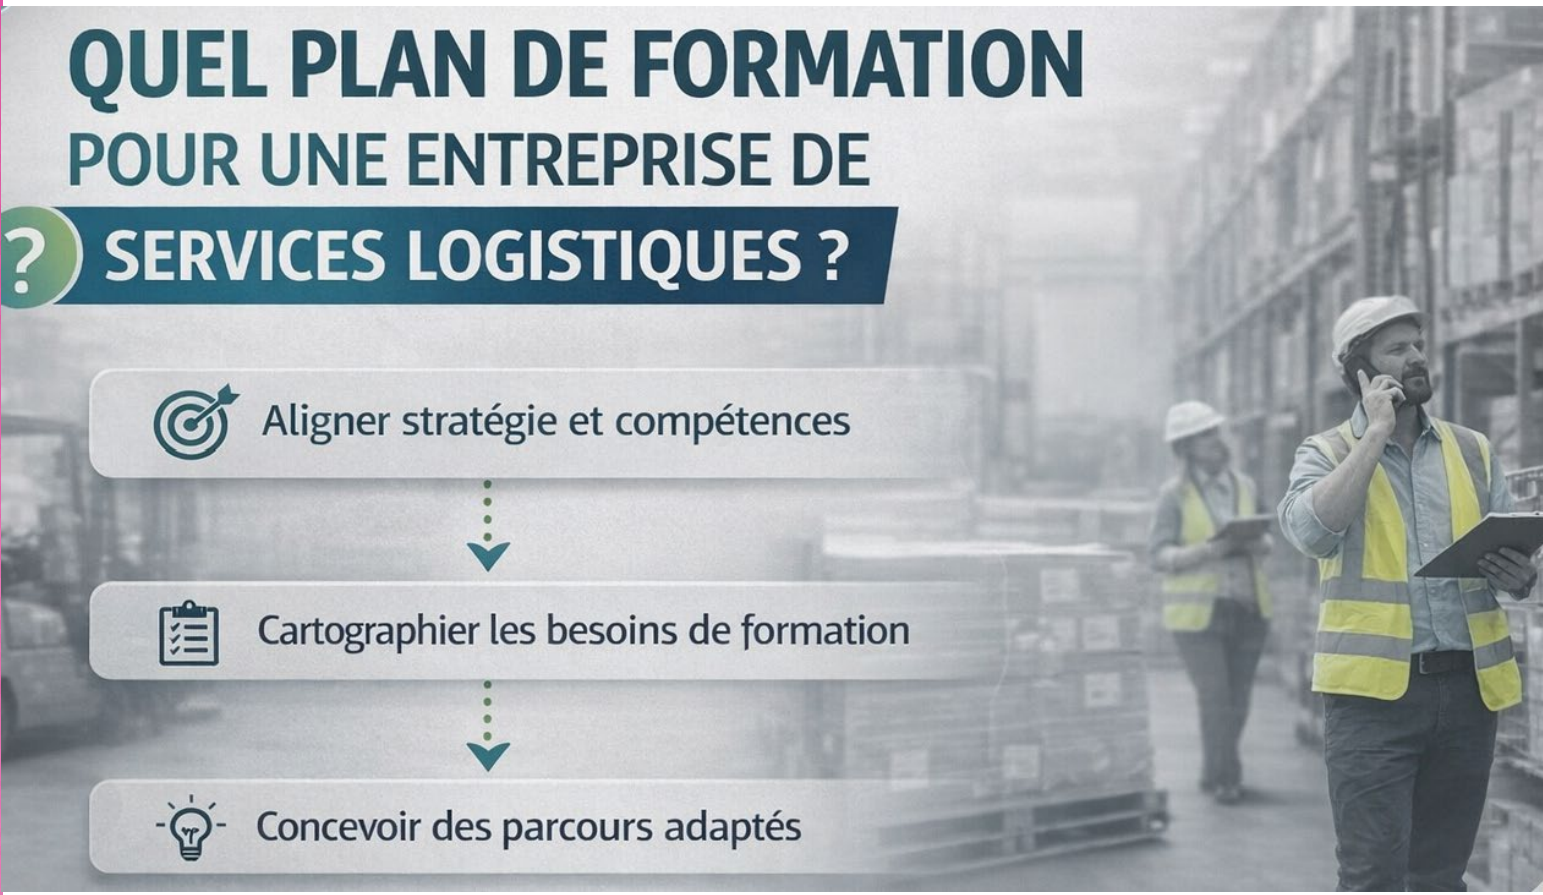 QUEL PLAN DE FORMATION
POUR UNE ENTREPRISE DE
? SERVICES LOGISTIQUES ?
Aligner stratégie et compétences
Cartographier les besoins de formation
Concevoir des parcours adaptés